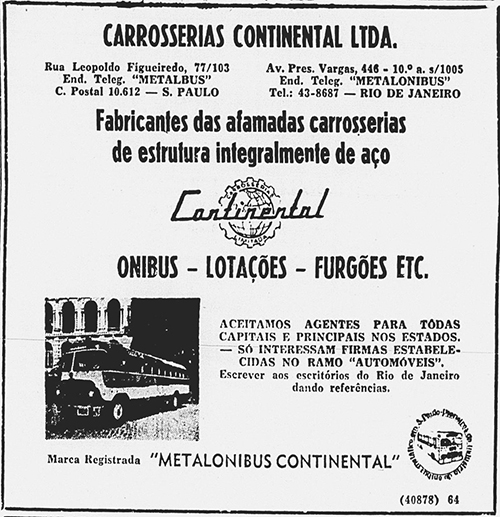 CARROSSERIAS CONTINENTAL LTDA.
Rua Leopoldo Figueiredo, 77/103
End. Teleg. "METALBUS"
C. Postal 10.612 — S. PAULO
Av. Pres. Vargas, 446 - 10.º a. s/1005
End. Teleg. "METALONIBUS"
Tel.: 43-8687 — RIO DE JANEIRO
Fabricantes das afamadas carrosserias
de estrutura integralmente de aço
CARROSSERIAS
Continental
LIMITADA
ONIBUS - LOTAÇÕES - FURGÕES ETC.
ACEITAMOS AGENTES PARA TÔDAS
CAPITAIS E PRINCIPAIS NOS ESTADOS.
— SÓ INTERESSAM FIRMAS ESTABELE-
CIDAS NO RAMO "AUTOMÓVEIS".
Escrever aos escritórios do Rio de Janeiro
dando referências.
Marca Registrada "METALONIBUS CONTINENTAL"
(40878) 64